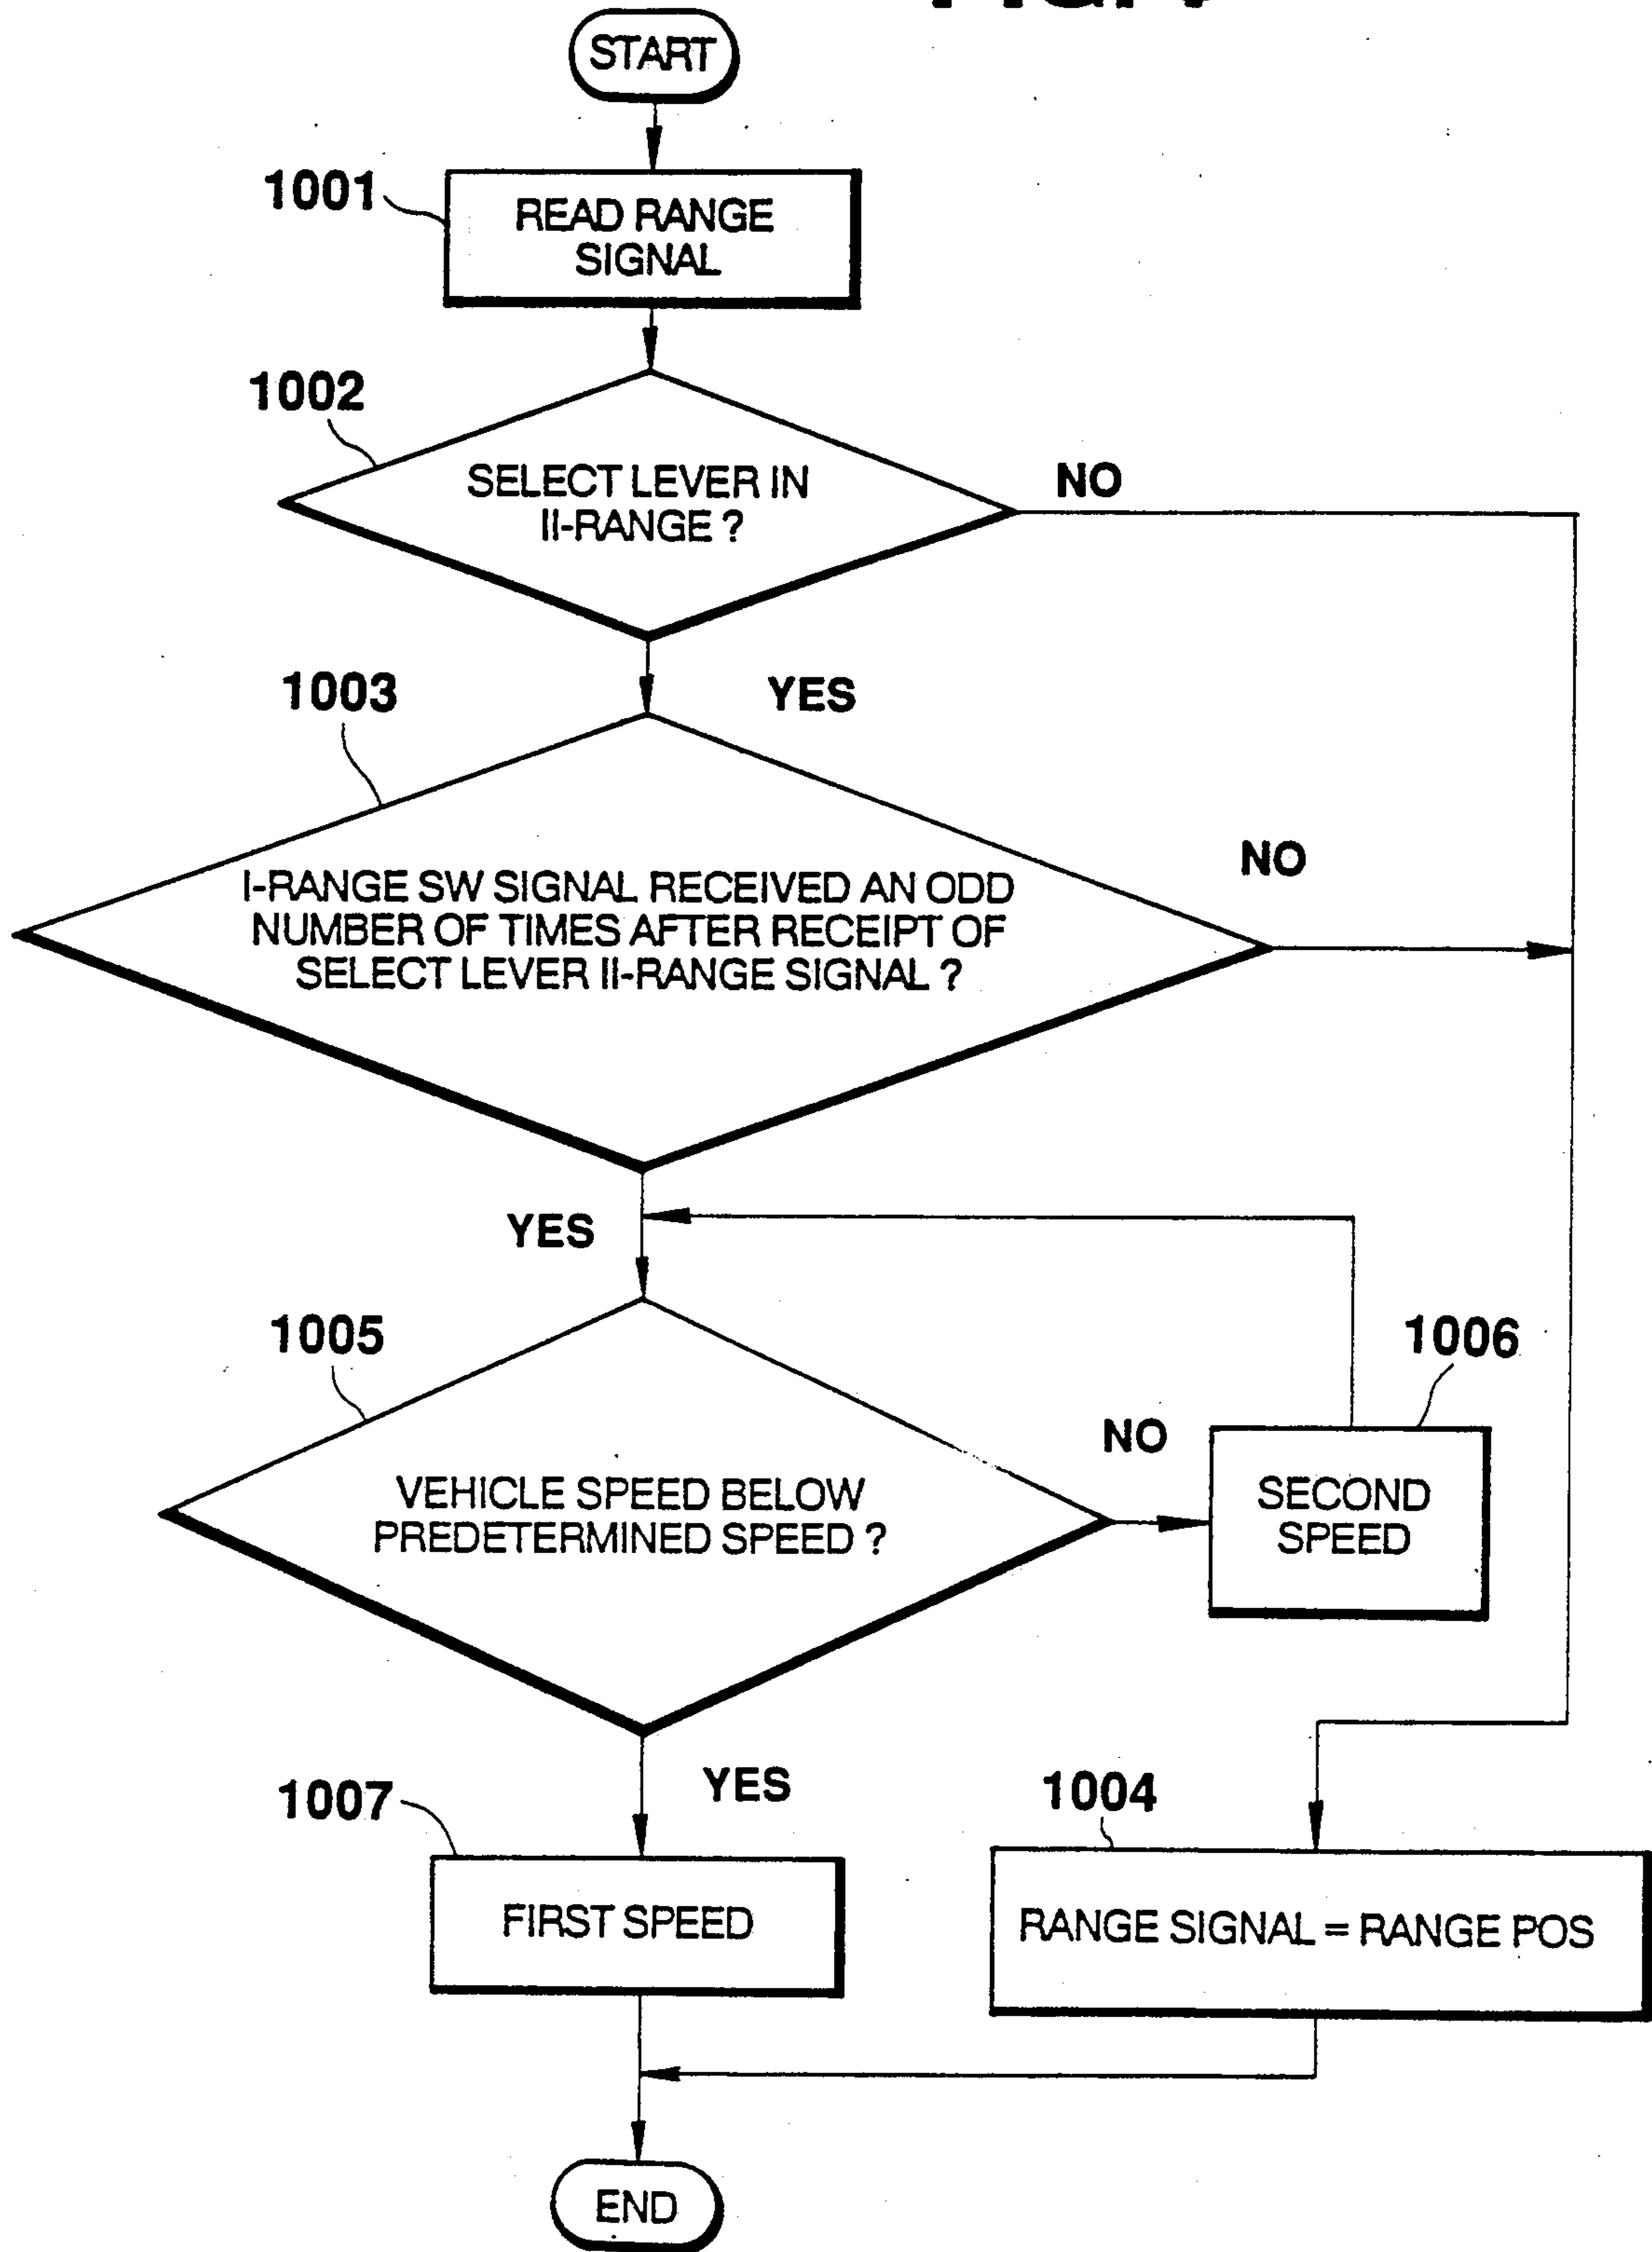 START
1001
READ RANGE
SIGNAL
1002
SELECT LEVER IN
II-RANGE ?
NO
YES
1003
I-RANGE SW SIGNAL RECEIVED AN ODD
NUMBER OF TIMES AFTER RECEIPT OF
SELECT LEVER II-RANGE SIGNAL ?
NO
YES
1005
VEHICLE SPEED BELOW
PREDETERMINED SPEED ?
NO
1006
SECOND
SPEED
YES
1007
FIRST SPEED
1004
RANGE SIGNAL = RANGE POS
END